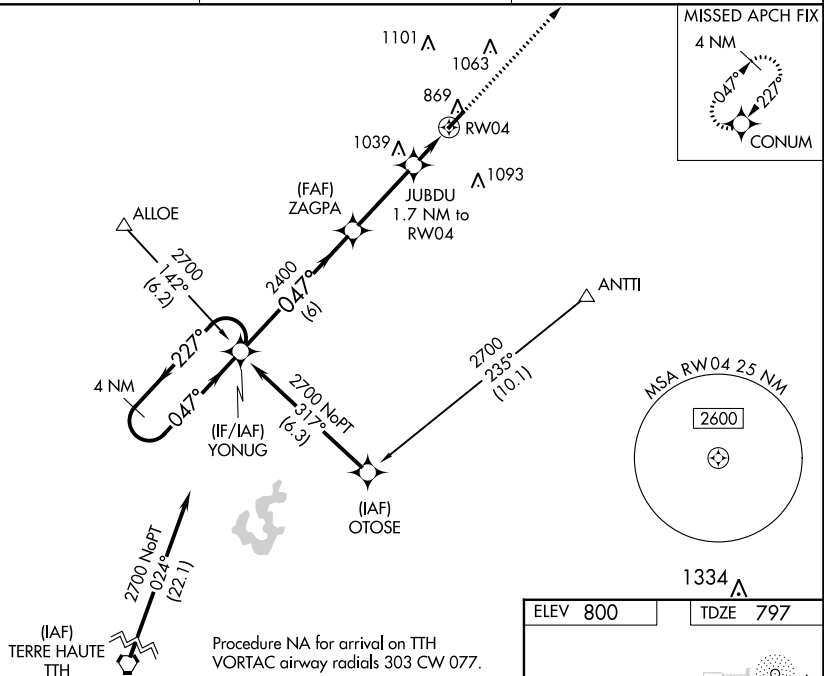 MISSED APCH FIX
4 NM
047°
227°
CONUM
1101
1063
869
RW04
1039
1093
(FAF)
ZAGPA
JUBDU
1.7 NM to
RW04
ALLOE
2700
142°
(6.2)
2400
047°
(6)
ANTTI
2700
235°
(10.1)
227°
4 NM
047°
(IF/IAF)
YONUG
2700 NoPT
317°
(6.3)
(IAF)
OTOSE
MSA RW04 25 NM
2600
2700 NoPT
024°
(22.1)
(IAF)
TERRE HAUTE
TTH
Procedure NA for arrival on TTH
VORTAC airway radials 303 CW 077.
1334
ELEV 800
TDZE 797